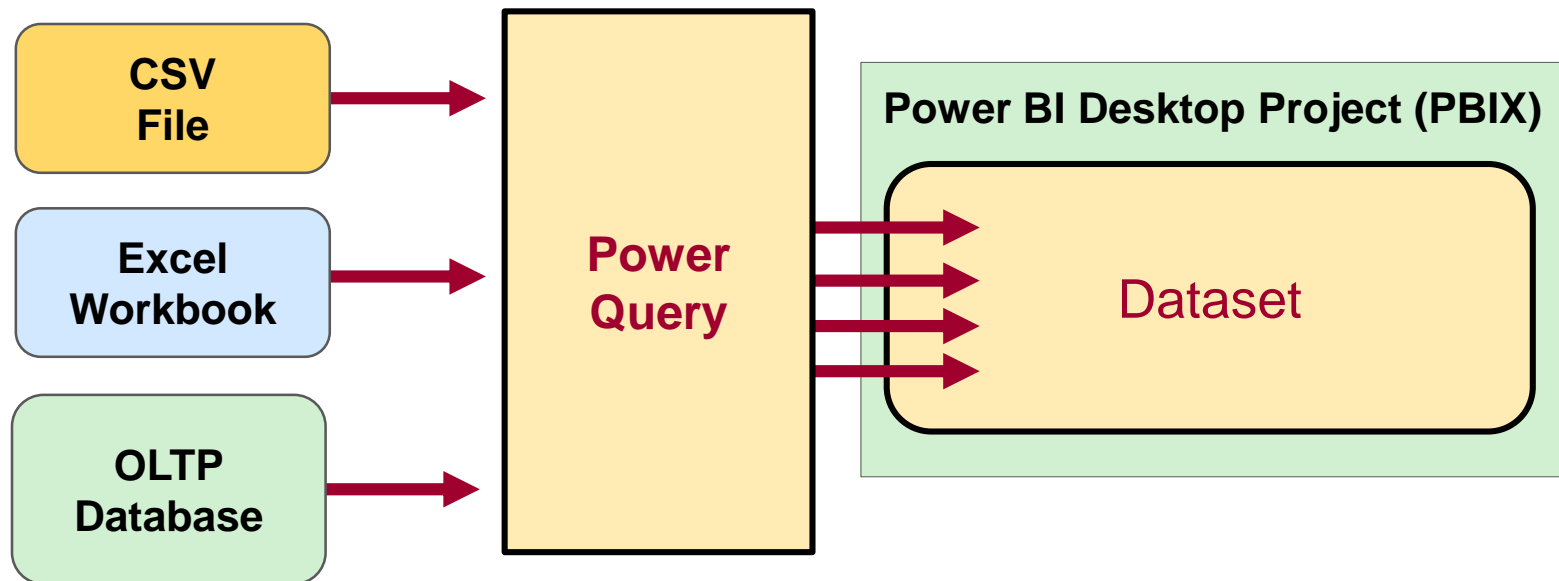 CSV
File
Excel
Workbook
OLTP
Database
Power
Query
Power BI Desktop Project (PBIX)
Dataset